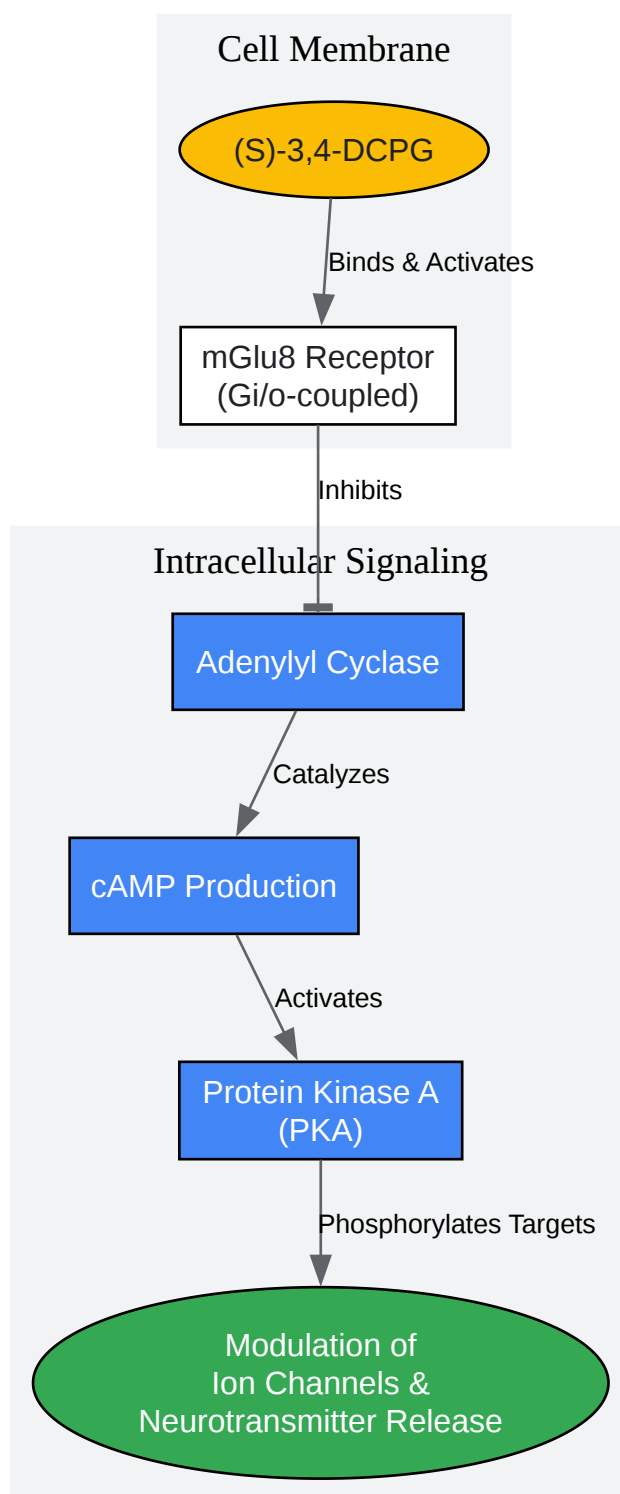 Cell Membrane
(S)-3,4-DCPG
Binds & Activates
mGlu8 Receptor
(Gi/o-coupled)
Inhibits
Intracellular Signaling
Adenylyl Cyclase
Catalyzes
cAMP Production
Activates
Protein Kinase A
(PKA)
Phosphorylates Targets
Modulation of
Ion Channels &
Neurotransmitter Release